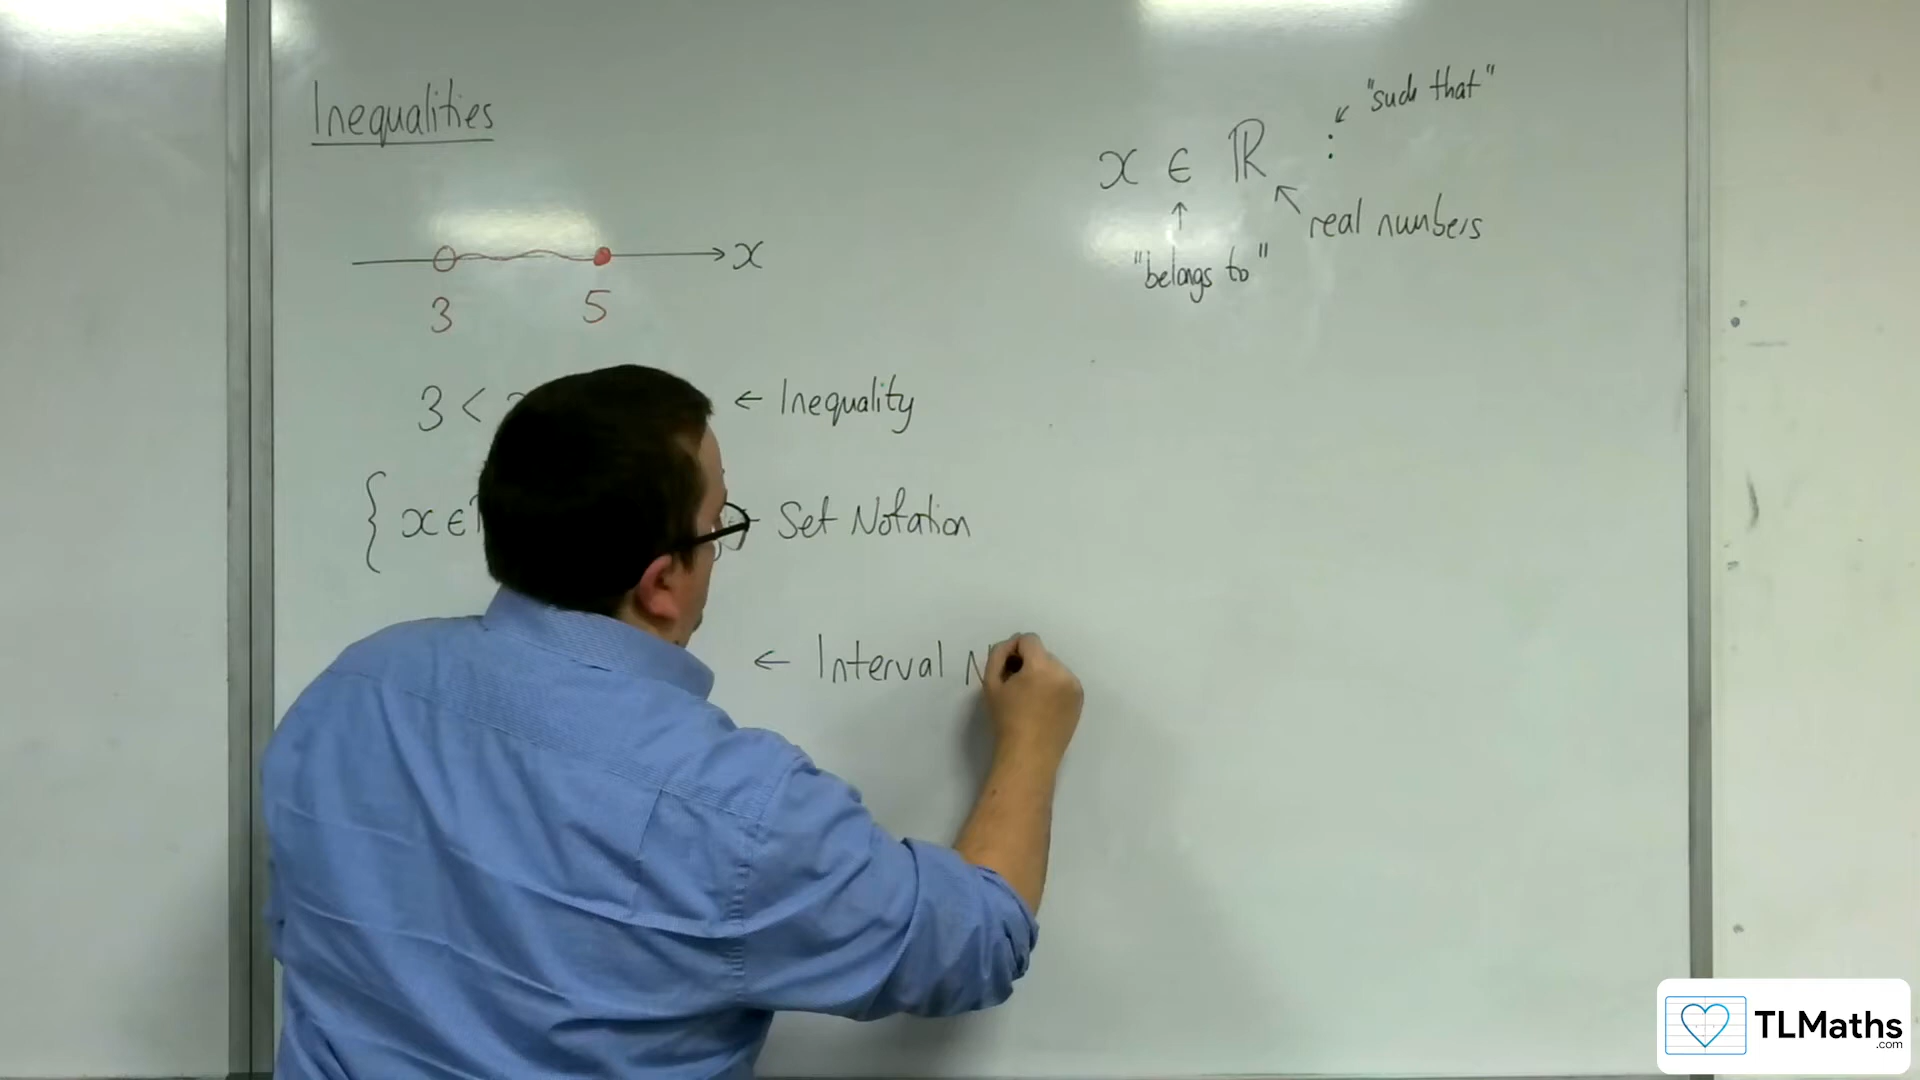 Inequalities
x
3 5
3 < ← Inequality
{ x ∈ ← Set Notation
← Interval N
x ∈ ℝ :
"such that"
real numbers
"belongs to"
TLMaths
.com